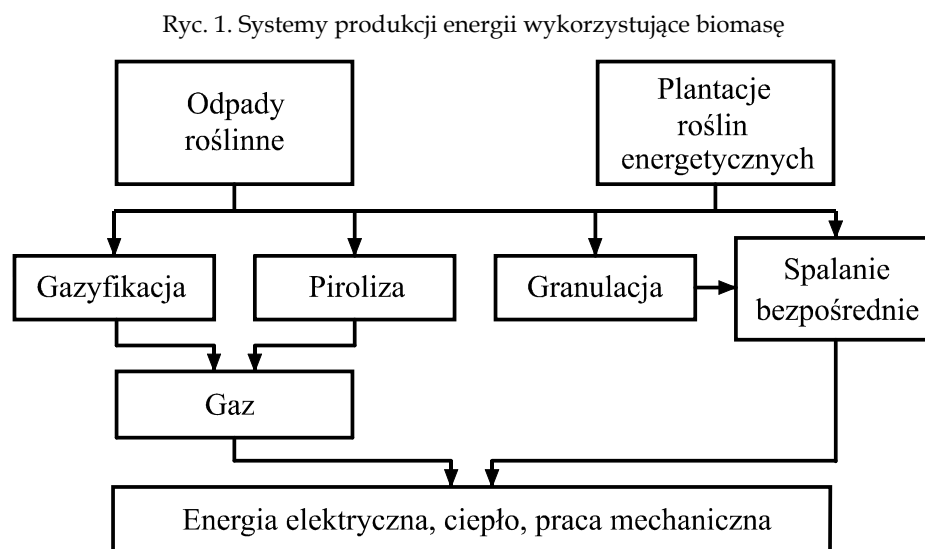 Ryc. 1. Systemy produkcji energii wykorzystujące biomasę
Odpady
roślinne
Plantacje
roślin
energetycznych
Gazyfikacja
Piroliza
Granulacja
Spalanie
bezpośrednie
Gaz
Energia elektryczna, ciepło, praca mechaniczna